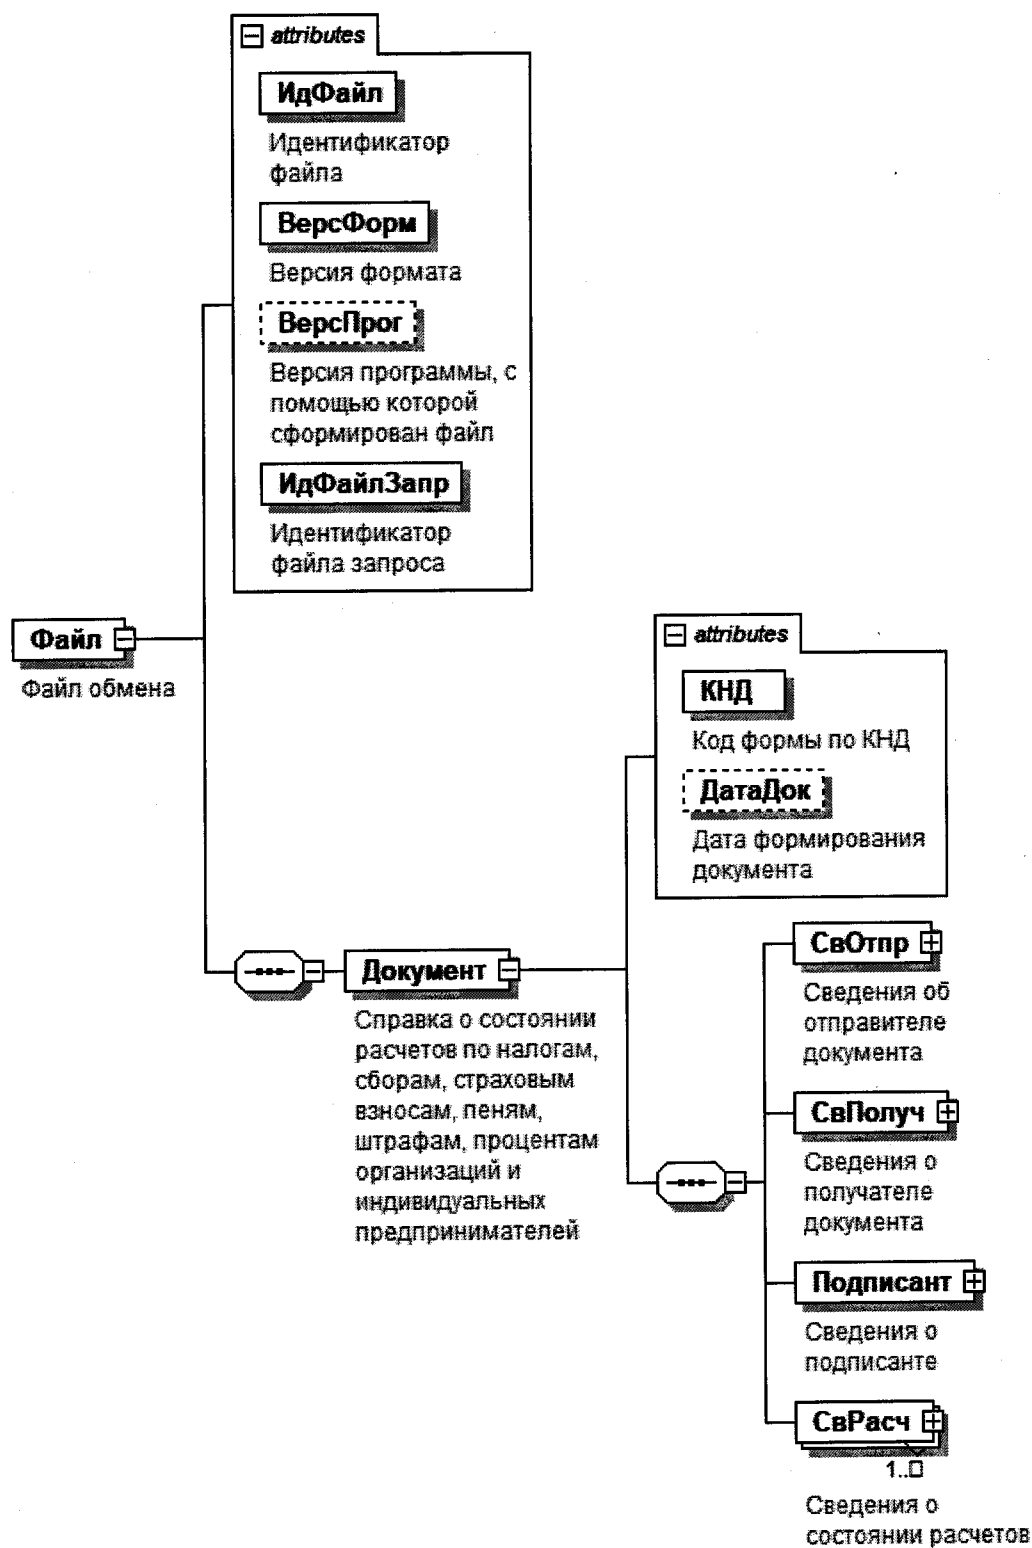 attributes
ИдФайл
Идентификатор
файла
ВерсФорм
Версия формата
ВерсПрог
Версия программы, с
помощью которой
сформирован файл
ИдФайлЗапр
Идентификатор
файла запроса
Файл
Файл обмена
attributes
КНД
Код формы по КНД
ДатаДок
Дата формирования
документа
Документ
Справка о состоянии
расчетов по налогам,
сборам, страховым
взносам, пеням,
штрафам, процентам
организаций и
индивидуальных
предпринимателей
СвОтпр
Сведения об
отправителе
документа
СвПолуч
Сведения о
получателе
документа
Подписант
Сведения о
подписанте
СвРасч
1..□
Сведения о
состоянии расчетов